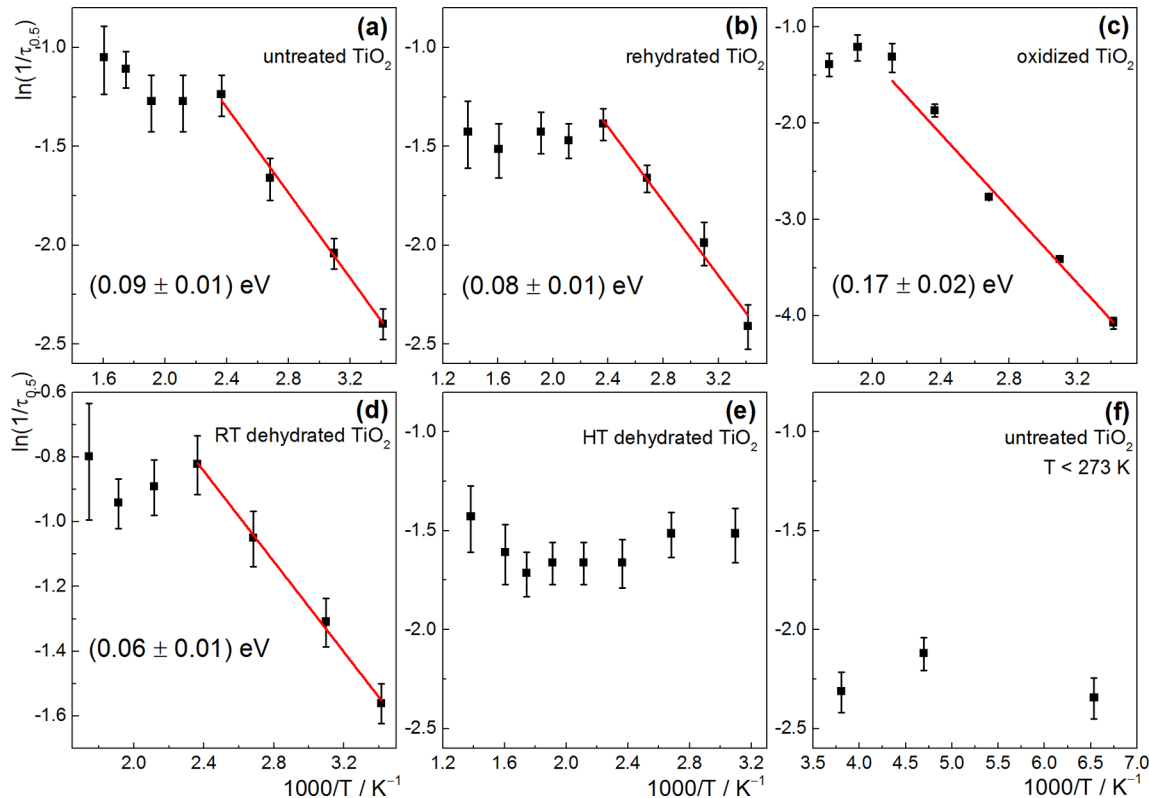 (a)
untreated TiO₂
ln(1/τ₀.₅)
-1.0
-1.5
-2.0
-2.5
(0.09 ± 0.01) eV
1.6 2.0 2.4 2.8 3.2
(b)
rehydrated TiO₂
-1.0
-1.5
-2.0
-2.5
(0.08 ± 0.01) eV
1.2 1.6 2.0 2.4 2.8 3.2
(c)
oxidized TiO₂
-1.0
-2.0
-3.0
-4.0
(0.17 ± 0.02) eV
2.0 2.4 2.8 3.2
(d)
RT dehydrated TiO₂
ln(1/τ₀.₅)
-0.6
-0.8
-1.0
-1.2
-1.4
-1.6
(0.06 ± 0.01) eV
2.0 2.4 2.8 3.2
1000/T / K⁻¹
(e)
HT dehydrated TiO₂
-1.0
-1.5
-2.0
-2.5
1.2 1.6 2.0 2.4 2.8 3.2
1000/T / K⁻¹
(f)
untreated TiO₂
T < 273 K
-1.0
-1.5
-2.0
-2.5
3.5 4.0 4.5 5.0 5.5 6.0 6.5 7.0
1000/T / K⁻¹